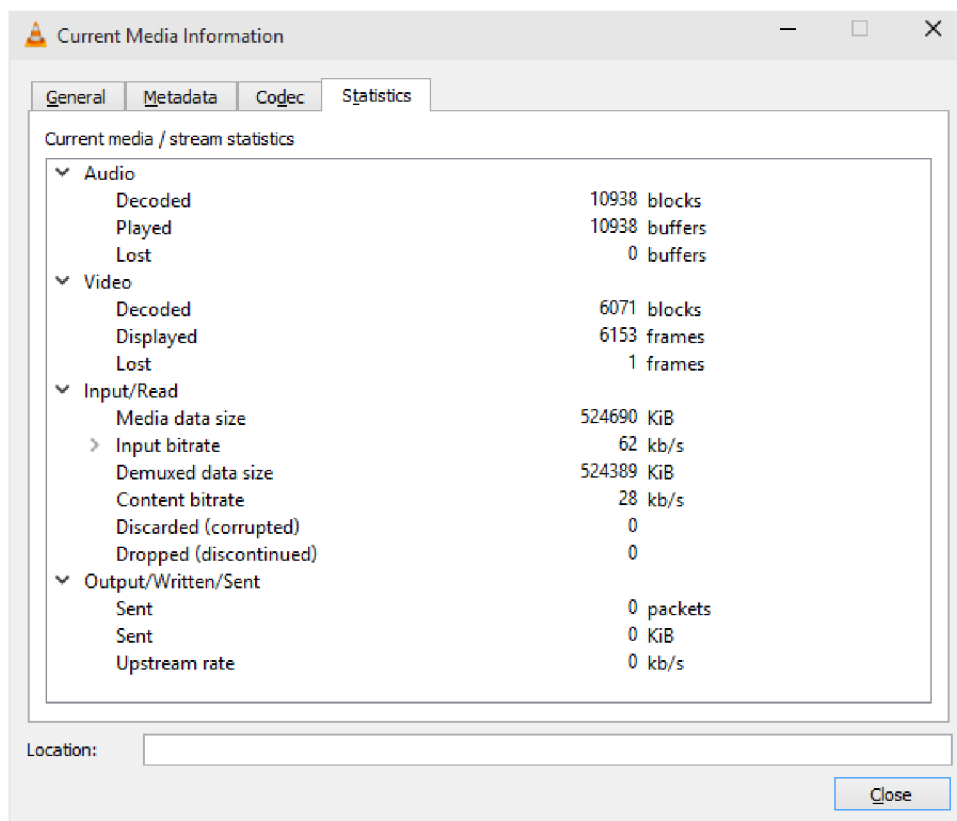 Current Media Information
General Metadata Codec Statistics
Current media / stream statistics
Audio
Decoded 10938 blocks
Played 10938 buffers
Lost 0 buffers
Video
Decoded 6071 blocks
Displayed 6153 frames
Lost 1 frames
Input/Read
Media data size 524690 KiB
Input bitrate 62 kb/s
Demuxed data size 524389 KiB
Content bitrate 28 kb/s
Discarded (corrupted) 0
Dropped (discontinued) 0
Output/Written/Sent
Sent 0 packets
Sent 0 KiB
Upstream rate 0 kb/s
Location:
Close